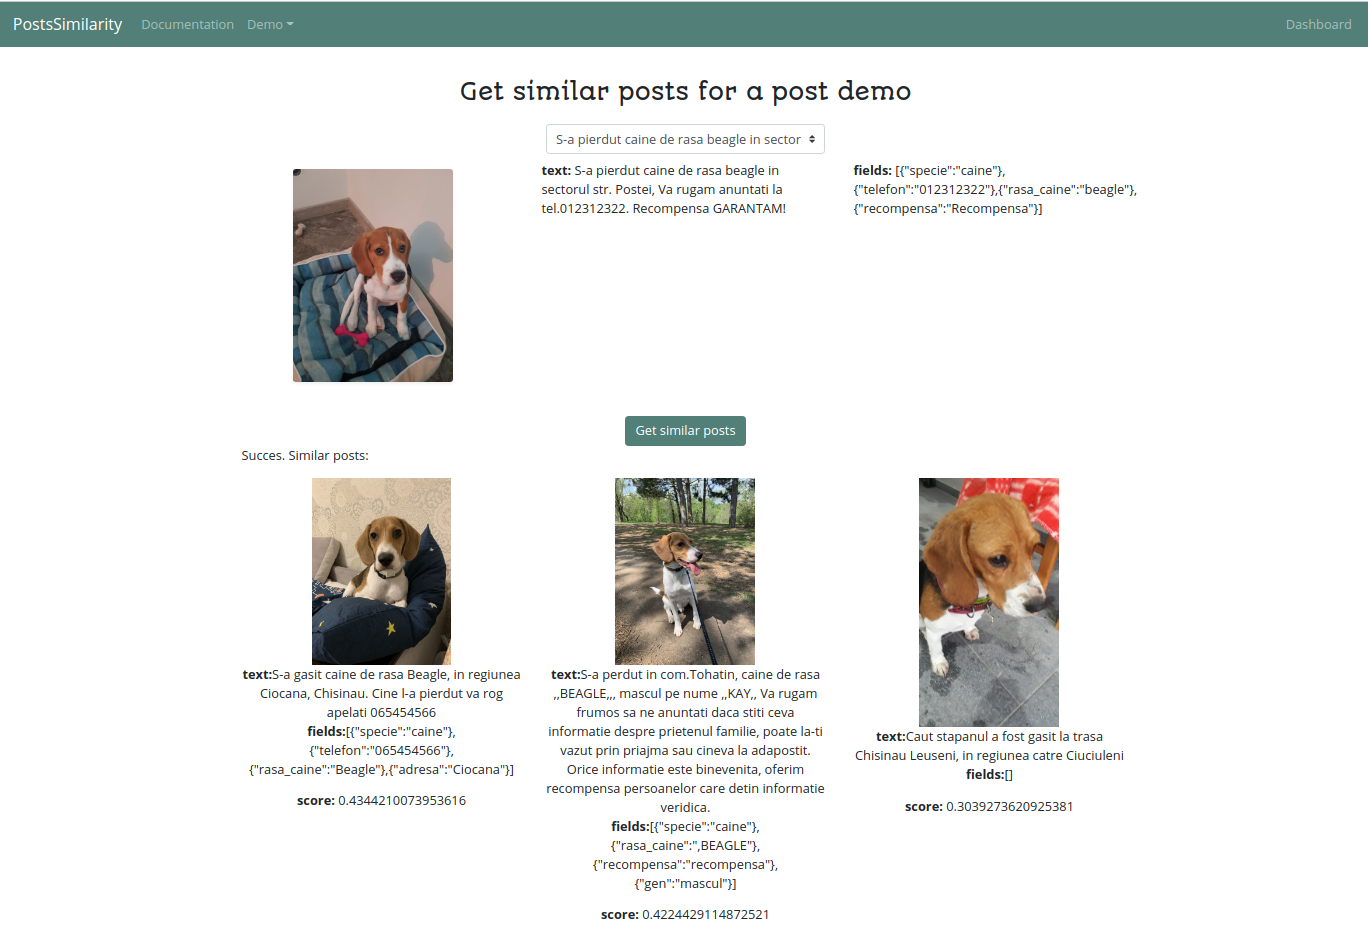 PostsSimilarity Documentation Demo Dashboard
Get similar posts for a post demo
S-a pierdut caine de rasa beagle in sector
text: S-a pierdut caine de rasa beagle in
sectorul str. Postei, Va rugam anuntati la
tel.012312322. Recompensa GARANTAM!
fields: [{"specie":"caine"},
{"telefon":"012312322"},{"rasa_caine":"beagle"},
{"recompensa":"Recompensa"}]
Get similar posts
Succes. Similar posts:
text:S-a gasit caine de rasa Beagle, in regiunea
Ciocana, Chisinau. Cine l-a pierdut va rog
apelati 065454566
fields:[{"specie":"caine"},
{"telefon":"065454566"},
{"rasa_caine":"Beagle"},{"adresa":"Ciocana"}]
score: 0.4344210073953616
text:S-a perdut in com.Tohatin, caine de rasa
,,BEAGLE,,, mascul pe nume ,,KAY,, Va rugam
frumos sa ne anuntati daca stiti ceva
informatie despre prietenul familie, poate la-ti
vazut prin priajma sau cineva la adapostit.
Orice informatie este binevenita, oferim
recompensa persoanelor care detin informatie
veridica.
fields:[{"specie":"caine"},
{"rasa_caine":",BEAGLE"},
{"recompensa":"recompensa"},
{"gen":"mascul"}]
score: 0.4224429114872521
text:Caut stapanul a fost gasit la trasa
Chisinau Leuseni, in regiunea catre Ciuciuleni
fields:[]
score: 0.3039273620925381